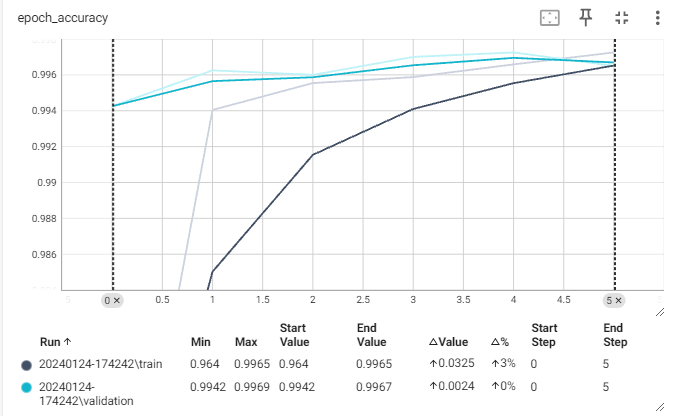 epoch_accuracy
0.996
0.994
0.992
0.99
0.988
0.986
0 × 0.5 1 1.5 2 2.5 3 3.5 4 4.5 5 ×
Run ↑ Min Max Start Value End Value △Value △% Start Step End Step
20240124-174242\train 0.964 0.9965 0.964 0.9965 ↑0.0325 ↑3% 0 5
20240124-174242\validation 0.9942 0.9969 0.9942 0.9967 ↑0.0024 ↑0% 0 5